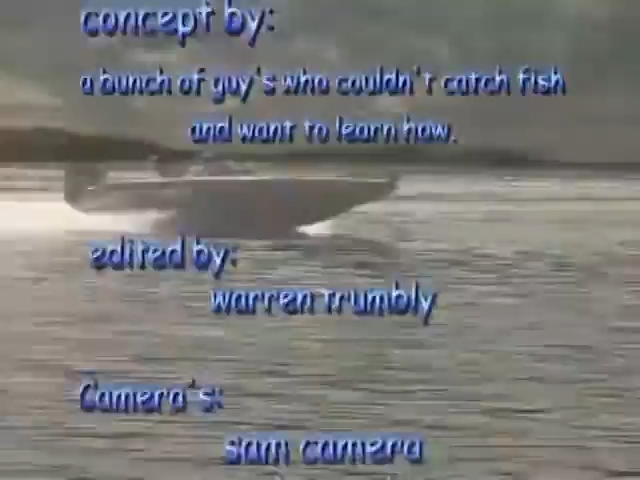 concept by:
a bunch of guy's who couldn't catch fish
and want to learn how.
edited by:
warren trumbly
Camera's:
sam camera